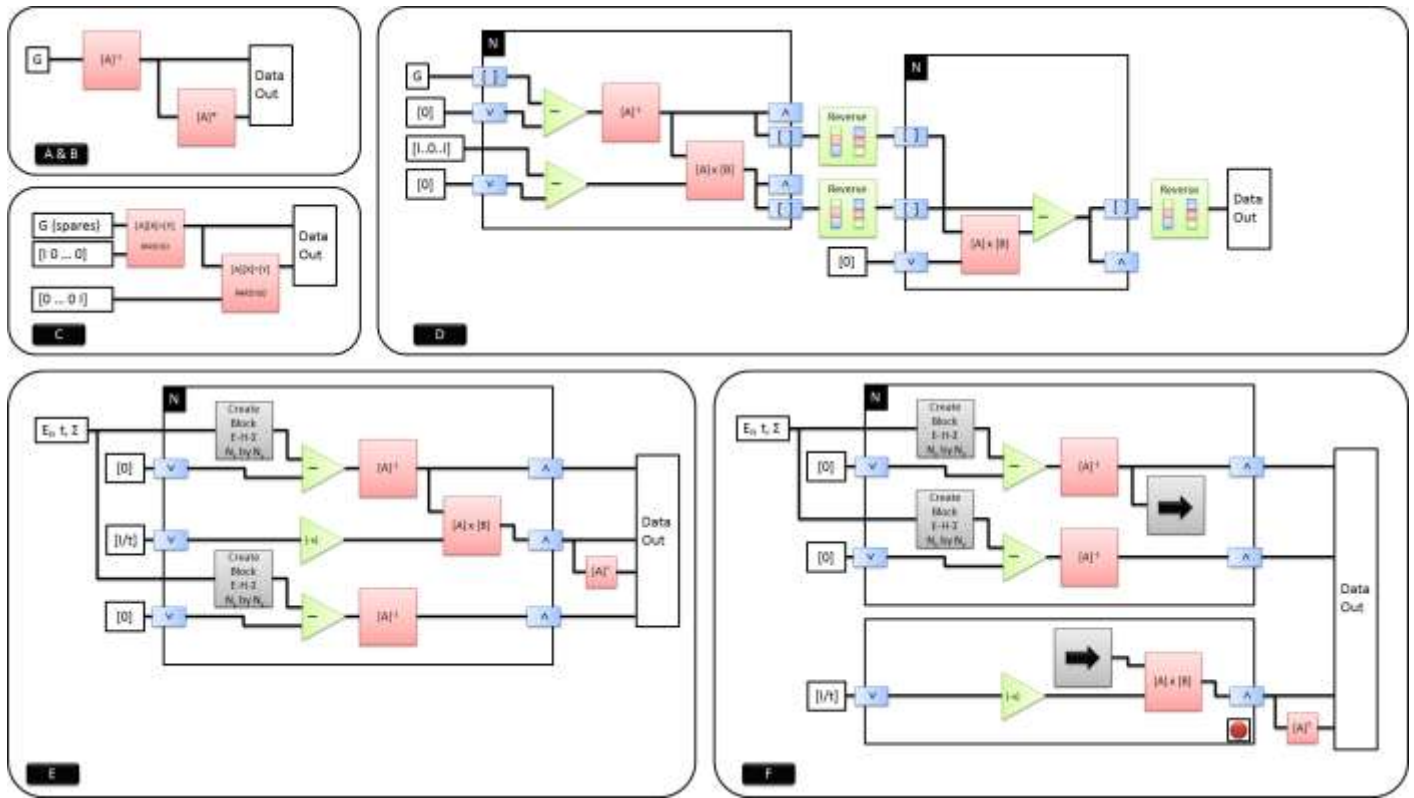 G
[A]⁻¹
[A]ᴴ
Data
Out
A & B
G (spares)
[I 0 ... 0]
[0 ... 0 I]
[A][X]=[Y]
[A][X]=[Y]
Data
Out
C
N
G
[0]
[I..0..I]
[0]
[ ]
v
v
−
−
[A]⁻¹
[A] x [B]
^
[ ]
^
[ ]
Reverse
Reverse
N
[ ]
[ ]
[0]
v
[A] x [B]
−
[ ]
^
Reverse
Data
Out
D
N
E, t, Σ
Create
Block
E-H-Σ
[0]
v
−
[A]⁻¹
^
[A] x [B]
[I/t]
v
^
[A]
Create
Block
E-H-Σ
[0]
v
−
[A]⁻¹
^
Data
Out
E
N
E, t, Σ
Create
Block
E-H-Σ
[0]
v
−
[A]⁻¹
^
Create
Block
E-H-Σ
[0]
v
−
[A]⁻¹
^
Data
Out
[I/t]
v
[A] x [B]
^
[A]
F